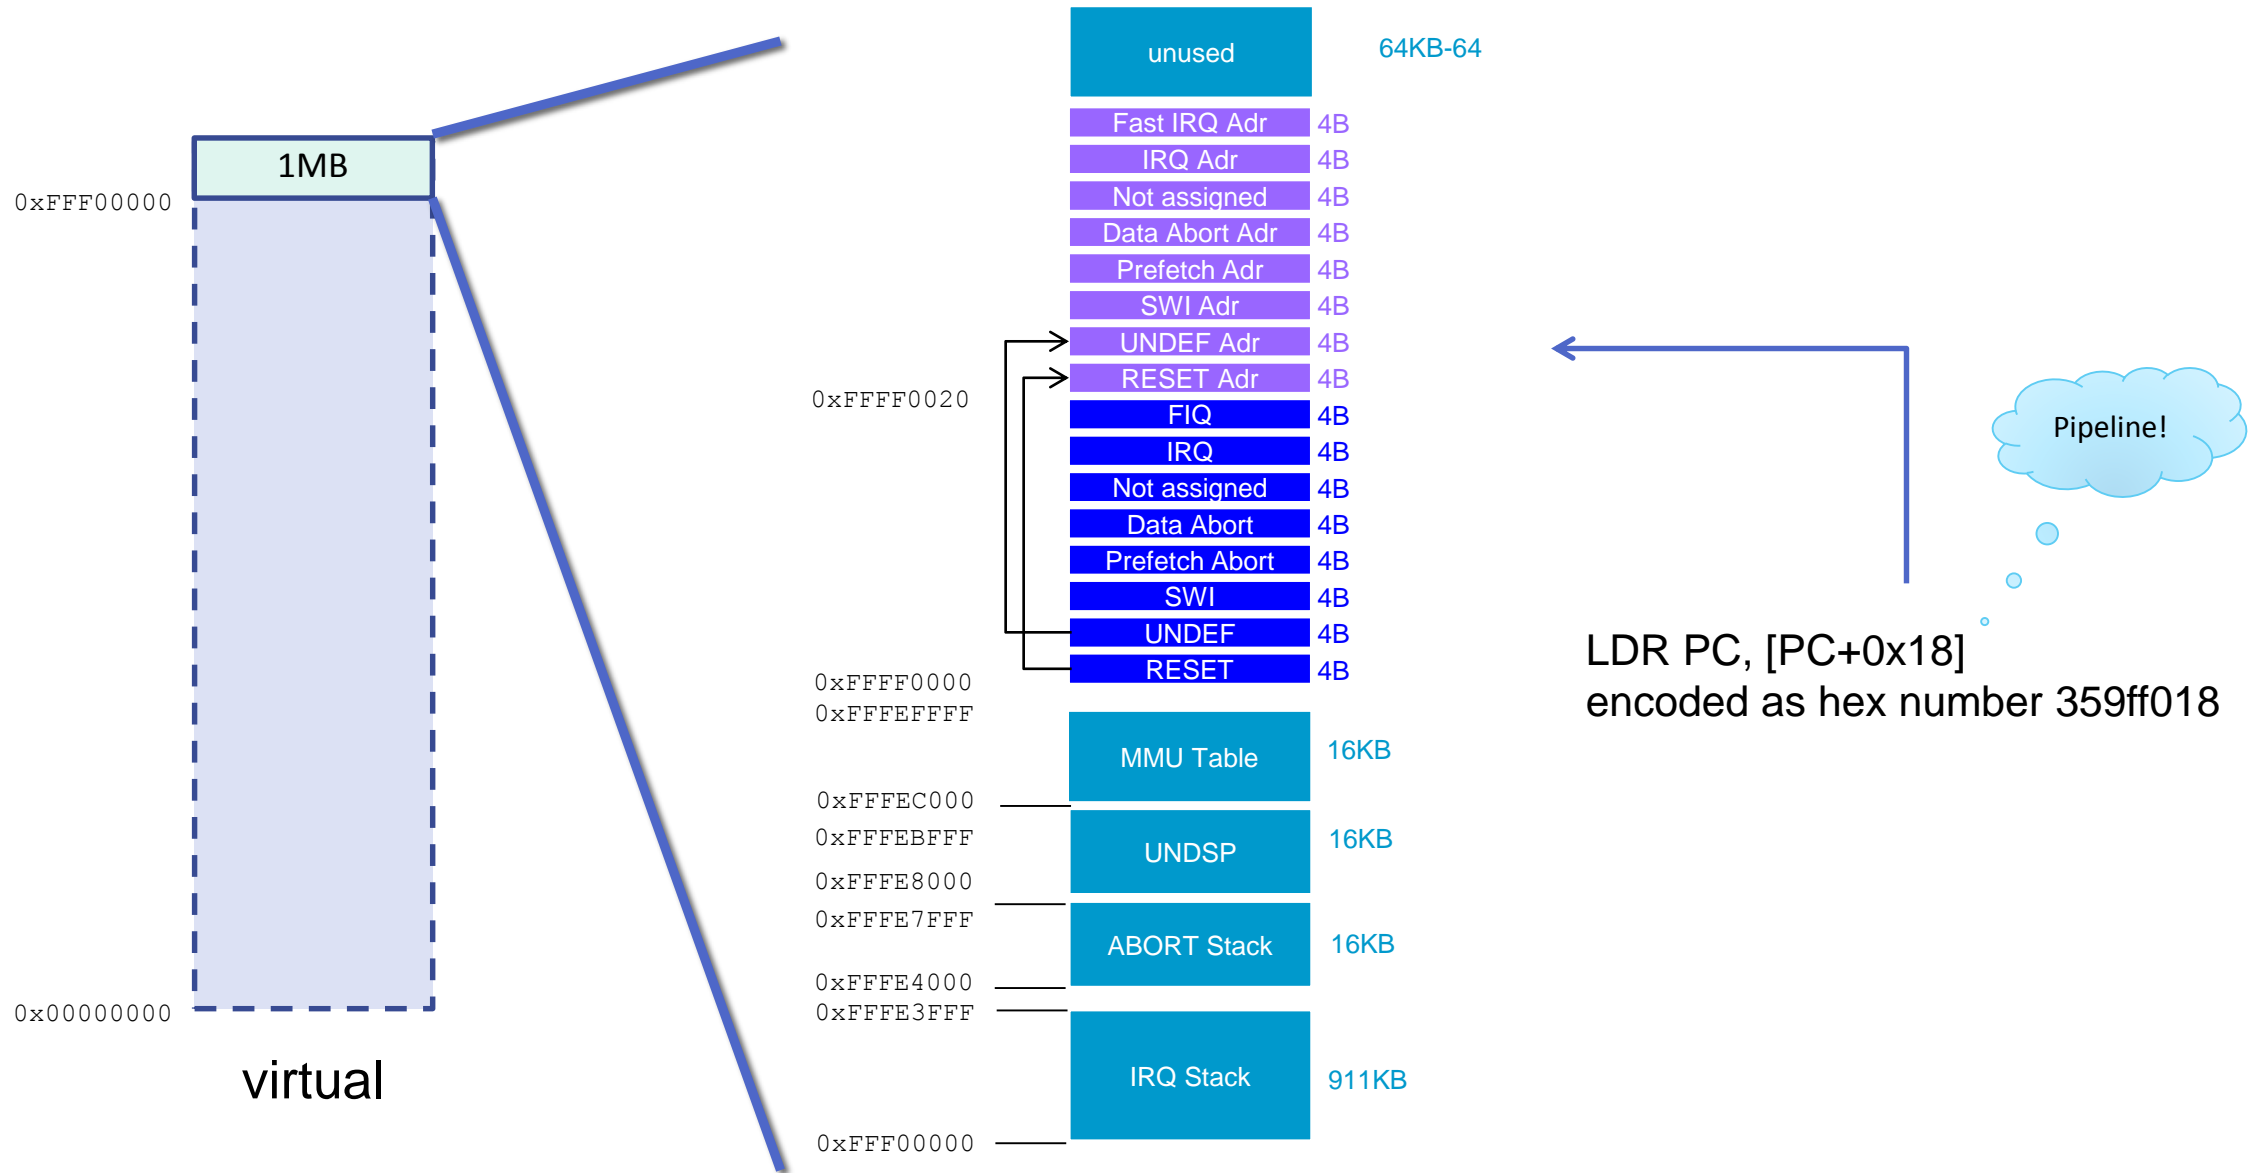 unused 64KB-64
Fast IRQ Adr 4B
1MB
IRQ Adr 4B
0xFFF00000
Not assigned 4B
Data Abort Adr 4B
Prefetch Adr 4B
SWI Adr 4B
UNDEF Adr 4B
RESET Adr 4B
0xFFFF0020
FIQ 4B
Pipeline!
IRQ 4B
Not assigned 4B
Data Abort 4B
Prefetch Abort 4B
SWI 4B
UNDEF 4B
RESET 4B
LDR PC, [PC+0x18]
encoded as hex number 359ff018
0xFFFF0000
0xFFFEFFFF
MMU Table 16KB
0xFFFEC000
0xFFFEBFFF
UNDSP 16KB
0xFFFE8000
0xFFFE7FFF
ABORT Stack 16KB
0xFFFE4000
0xFFFE3FFF
0x00000000
IRQ Stack 911KB
virtual
0xFFF00000